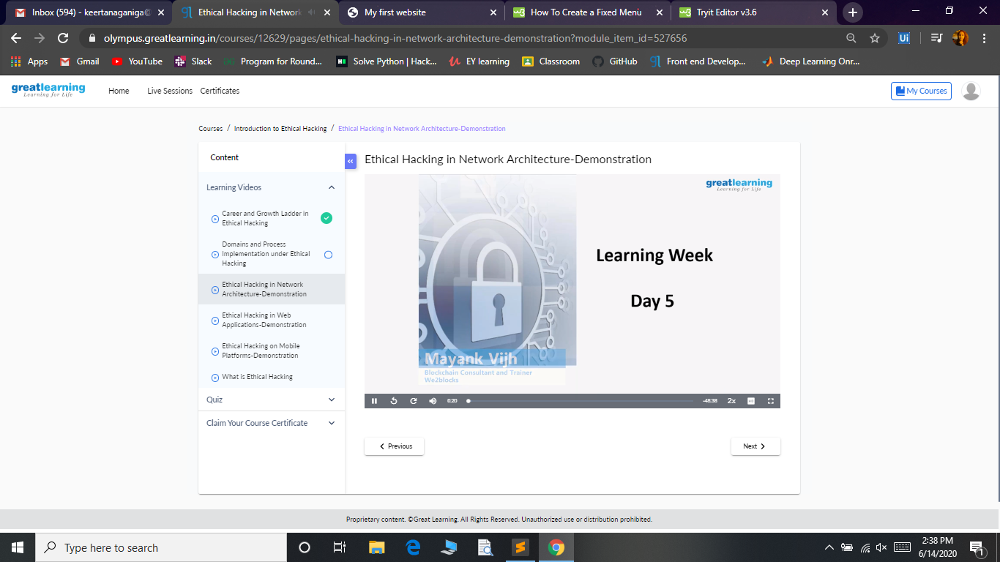 Inbox (594) - keertanaganiga@
Ethical Hacking in Network
My first website
How To Create a Fixed Menu
Tryit Editor v3.6
olympus.greatlearning.in/courses/12629/pages/ethical-hacking-in-network-architecture-demonstration?module_item_id=527656
Apps
Gmail
YouTube
Slack
Program for Round...
Solve Python | Hack...
EY learning
Classroom
GitHub
Front end Develop...
Deep Learning Onr...
greatlearning
Learning for Life
Home
Live Sessions
Certificates
My Courses
Courses / Introduction to Ethical Hacking / Ethical Hacking in Network Architecture-Demonstration
Content
Learning Videos
Career and Growth Ladder in
Ethical Hacking
Domains and Process
Implementation under Ethical
Hacking
Ethical Hacking in Network
Architecture-Demonstration
Ethical Hacking in Web
Applications-Demonstration
Ethical Hacking on Mobile
Platforms-Demonstration
What is Ethical Hacking
Quiz
Claim Your Course Certificate
Ethical Hacking in Network Architecture-Demonstration
greatlearning
Learning for Life
Learning Week
Day 5
Mayank Vijh
Blockchain Consultant and Trainer
We2blocks
0:20
-48:38
2x
Previous
Next
Proprietary content. ©Great Learning. All Rights Reserved. Unauthorized use or distribution prohibited.
Type here to search
2:38 PM
6/14/2020
1